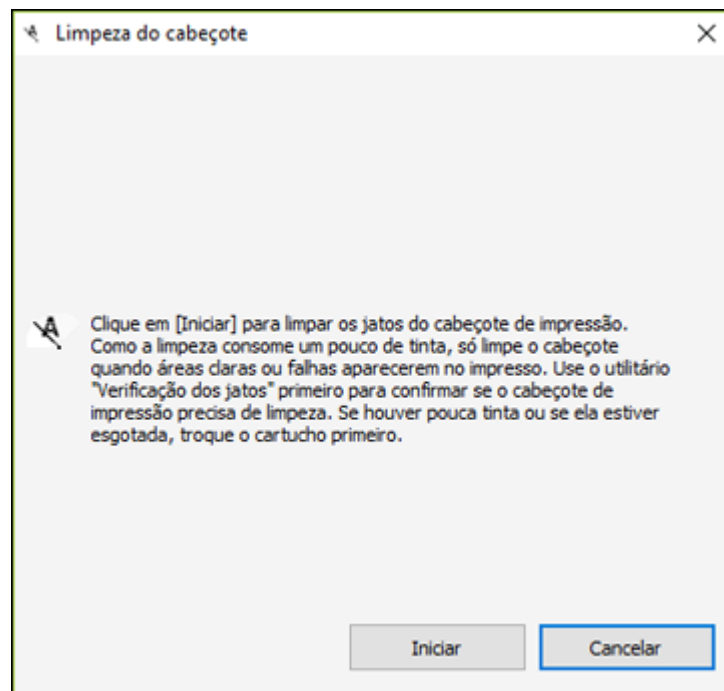 Limpeza do cabeçote
Clique em [Iniciar] para limpar os jatos do cabeçote de impressão.
Como a limpeza consome um pouco de tinta, só limpe o cabeçote
quando áreas claras ou falhas aparecerem no impresso. Use o utilitário
"Verificação dos jatos" primeiro para confirmar se o cabeçote de
impressão precisa de limpeza. Se houver pouca tinta ou se ela estiver
esgotada, troque o cartucho primeiro.
Iniciar
Cancelar